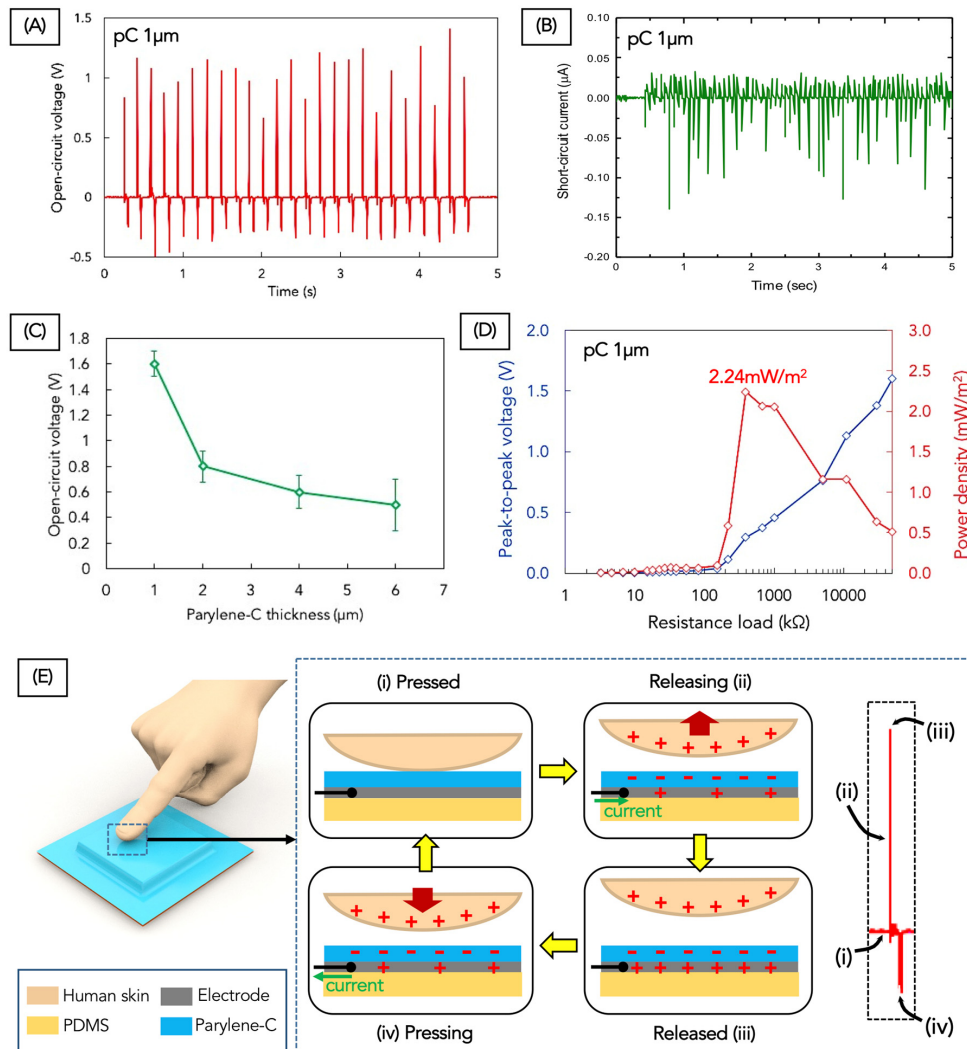 (A)
pC 1µm
Open-circuit voltage (V)
1.5
1
0.5
0
-0.5
0
1
2
3
4
5
Time (s)
(B)
pC 1µm
Short-circuit current (µA)
0.10
0.05
0.00
-0.05
-0.10
-0.15
-0.20
0
1
2
3
4
5
Time (sec)
(C)
Open-circuit voltage (V)
1.8
1.6
1.4
1.2
1
0.8
0.6
0.4
0.2
0
0
1
2
3
4
5
6
7
Parylene-C thickness (µm)
(D)
pC 1µm
2.24mW/m²
Peak-to-peak voltage (V)
2.0
1.5
1.0
0.5
0.0
Power density (mW/m²)
3.0
2.5
2.0
1.5
1.0
0.5
0.0
1
10
100
1000
10000
Resistance load (kΩ)
(E)
(i) Pressed
Releasing (ii)
current
current
(iv) Pressing
Released (iii)
(iii)
(ii)
(i)
(iv)
Human skin
Electrode
PDMS
Parylene-C